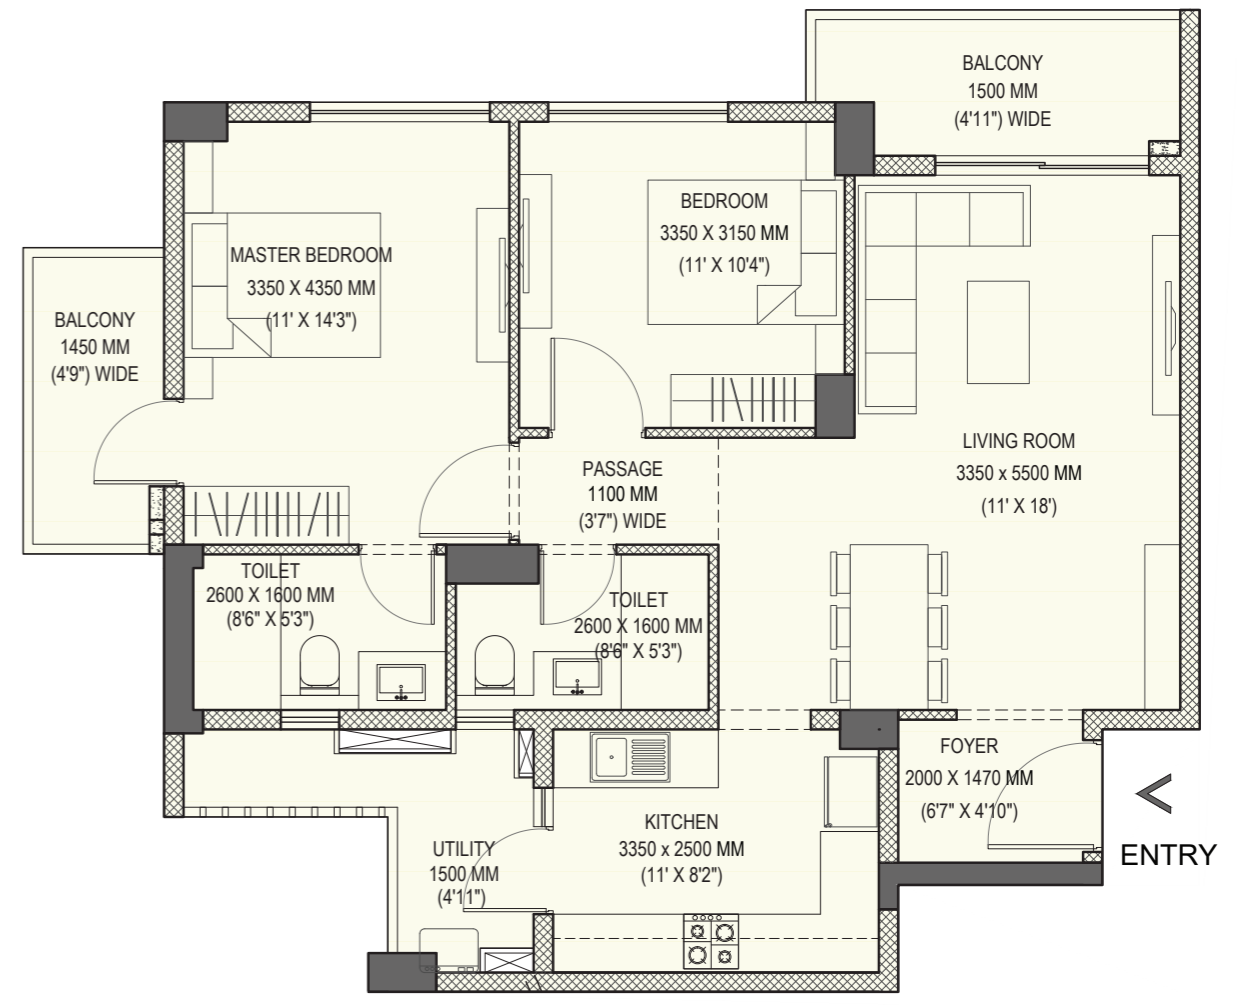 BALCONY
1500 MM
(4'11") WIDE
BEDROOM
3350 X 3150 MM
(11' X 10'4")
MASTER BEDROOM
3350 X 4350 MM
(11' X 14'3")
BALCONY
1450 MM
(4'9") WIDE
LIVING ROOM
3350 x 5500 MM
(11' X 18')
PASSAGE
1100 MM
(3'7") WIDE
TOILET
2600 X 1600 MM
(8'6" X 5'3")
TOILET
2600 X 1600 MM
(8'6" X 5'3")
FOYER
2000 X 1470 MM
(6'7" X 4'10")
ENTRY
KITCHEN
3350 x 2500 MM
(11' X 8'2")
UTILITY
1500 MM
(4'11")